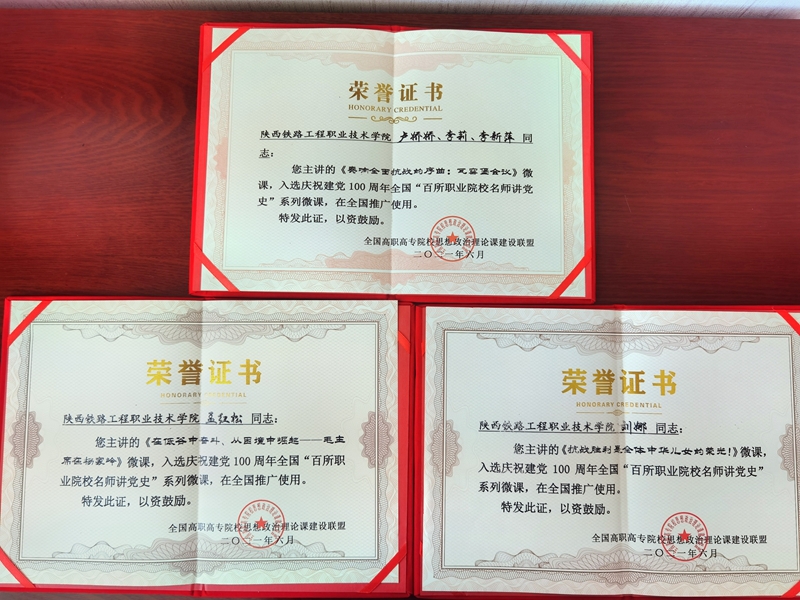 荣誉证书
HONORARY CREDENTIAL
陕西铁路工程职业技术学院 卢娇娇、李莉、李新萍 同
志：
您主讲的《奏响全面抗战的序曲：瓦窑堡会议》微
课，入选庆祝建党 100 周年全国“百所职业院校名师讲党
史”系列微课，在全国推广使用。
特发此证，以资鼓励。
全国高职高专院校思想政治理论课建设联盟
二〇二一年六月
荣誉证书
HONORARY CREDENTIAL
陕西铁路工程职业技术学院 孟红松 同志：
您主讲的《在低谷中奋斗、从困境中崛起——毛主
席在杨家岭》微课，入选庆祝建党 100 周年全国“百所职
业院校名师讲党史”系列微课，在全国推广使用。
特发此证，以资鼓励。
全国高职高专院校思想政治理论课建设联盟
二〇二一年六月
荣誉证书
HONORARY CREDENTIAL
陕西铁路工程职业技术学院 刘娜 同志：
您主讲的《抗战胜利是全体中华儿女的荣光！》微课，
入选庆祝建党 100 周年全国“百所职业院校名师讲党史”
系列微课，在全国推广使用。
特发此证，以资鼓励。
全国高职高专院校思想政治理论课建设联盟
二〇二一年六月